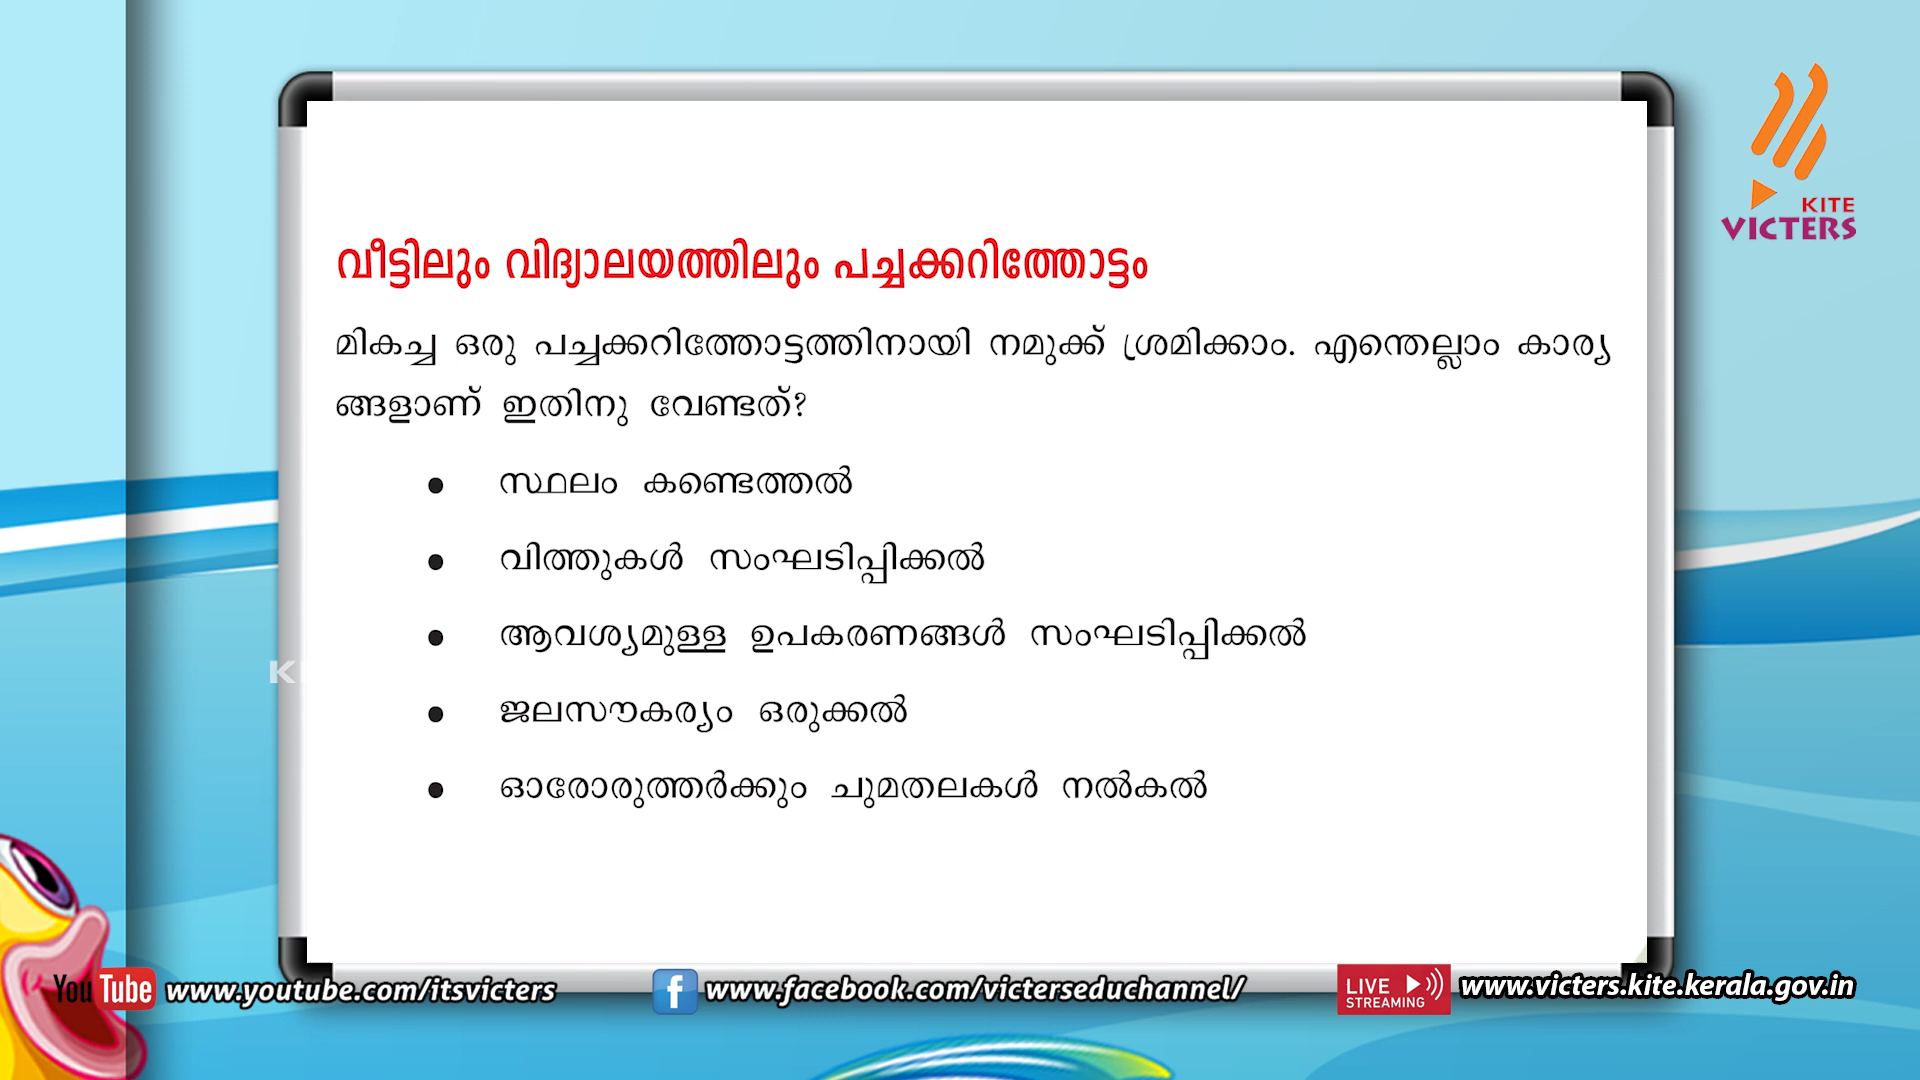 KITE
VICTERS
വീട്ടിലും വിദ്യാലയത്തിലും പച്ചക്കറിത്തോട്ടം
മികച്ച ഒരു പച്ചക്കറിത്തോട്ടത്തിനായി നമുക്ക് ശ്രമിക്കാം. എന്തെല്ലാം കാര്യ
ങ്ങളാണ് ഇതിനു വേണ്ടത്?
• സ്ഥലം കണ്ടെത്തൽ
• വിത്തുകൾ സംഘടിപ്പിക്കൽ
• ആവശ്യമുള്ള ഉപകരണങ്ങൾ സംഘടിപ്പിക്കൽ
• ജലസൗകര്യം ഒരുക്കൽ
• ഓരോരുത്തർക്കും ചുമതലകൾ നൽകൽ
YouTube www.youtube.com/itsvicters
f www.facebook.com/victerseduchannel/
LIVE STREAMING www.victers.kite.kerala.gov.in